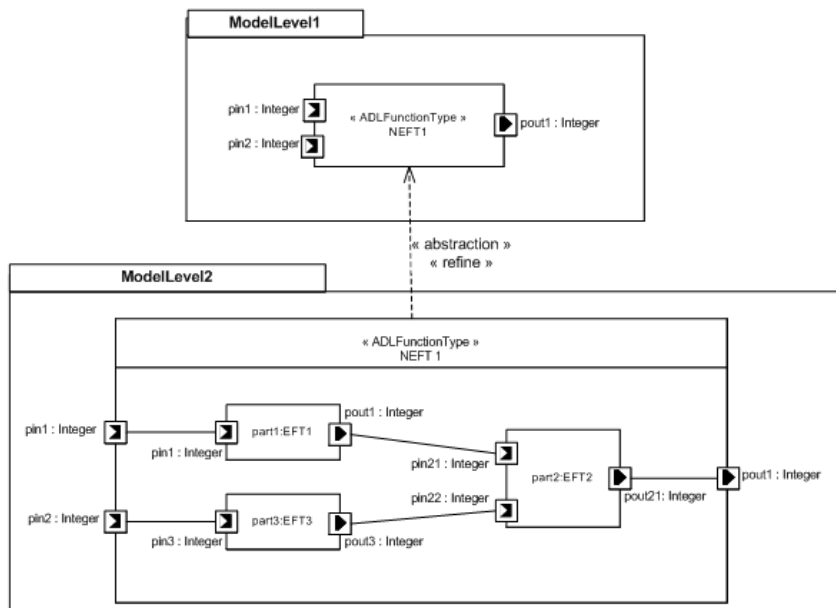 ModelLevel1
pin1 : Integer
« ADLFunctionType »
NEFT1
pout1 : Integer
pin2 : Integer
« abstraction »
« refine »
ModelLevel2
« ADLFunctionType »
NEFT 1
pout1 : Integer
pin1 : Integer
part1:EFT1
pin1 : Integer
pin21 : Integer
part2:EFT2
pout1 : Integer
pin22 : Integer
pout21: Integer
pin2 : Integer
part3:EFT3
pin3 : Integer
pout3 : Integer